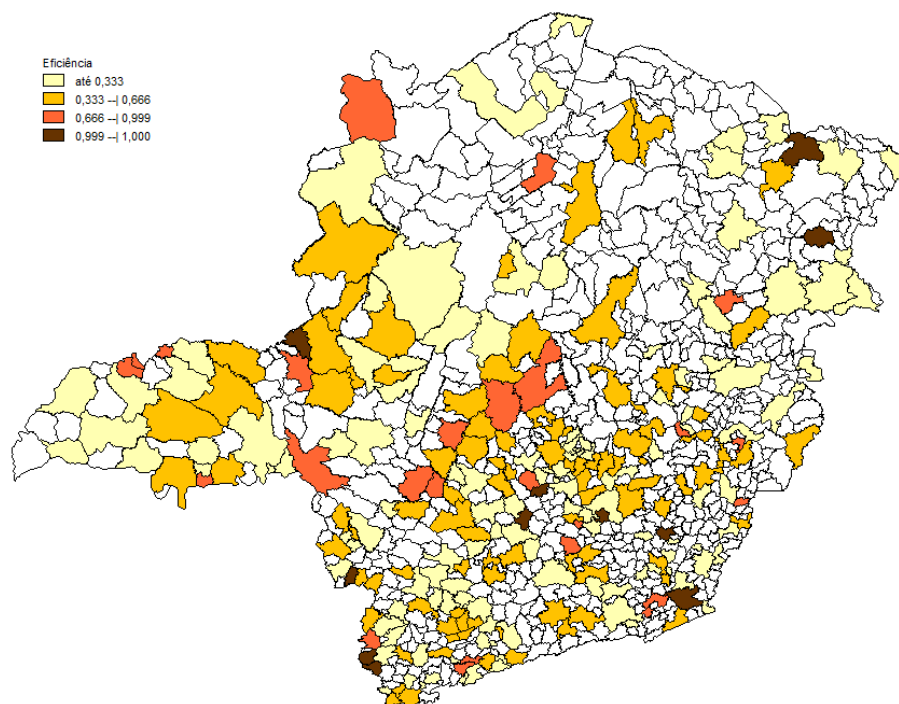 Eficiência
até 0,333
0,333 --| 0,666
0,666 --| 0,999
0,999 --| 1,000